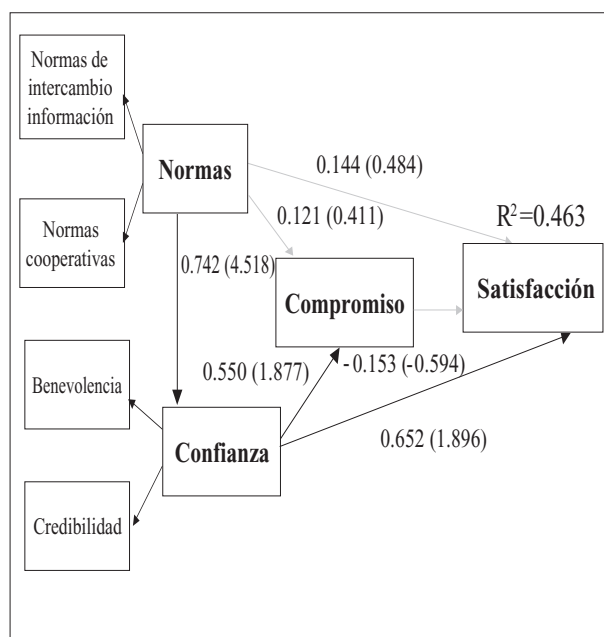 Normas de
intercambio
información
Normas
0.144 (0.484)
0.121 (0.411)
R²=0.463
Normas
cooperativas
0.742 (4.518)
Compromiso
Satisfacción
0.550 (1.877)
- 0.153 (-0.594)
Benevolencia
0.652 (1.896)
Confianza
Credibilidad